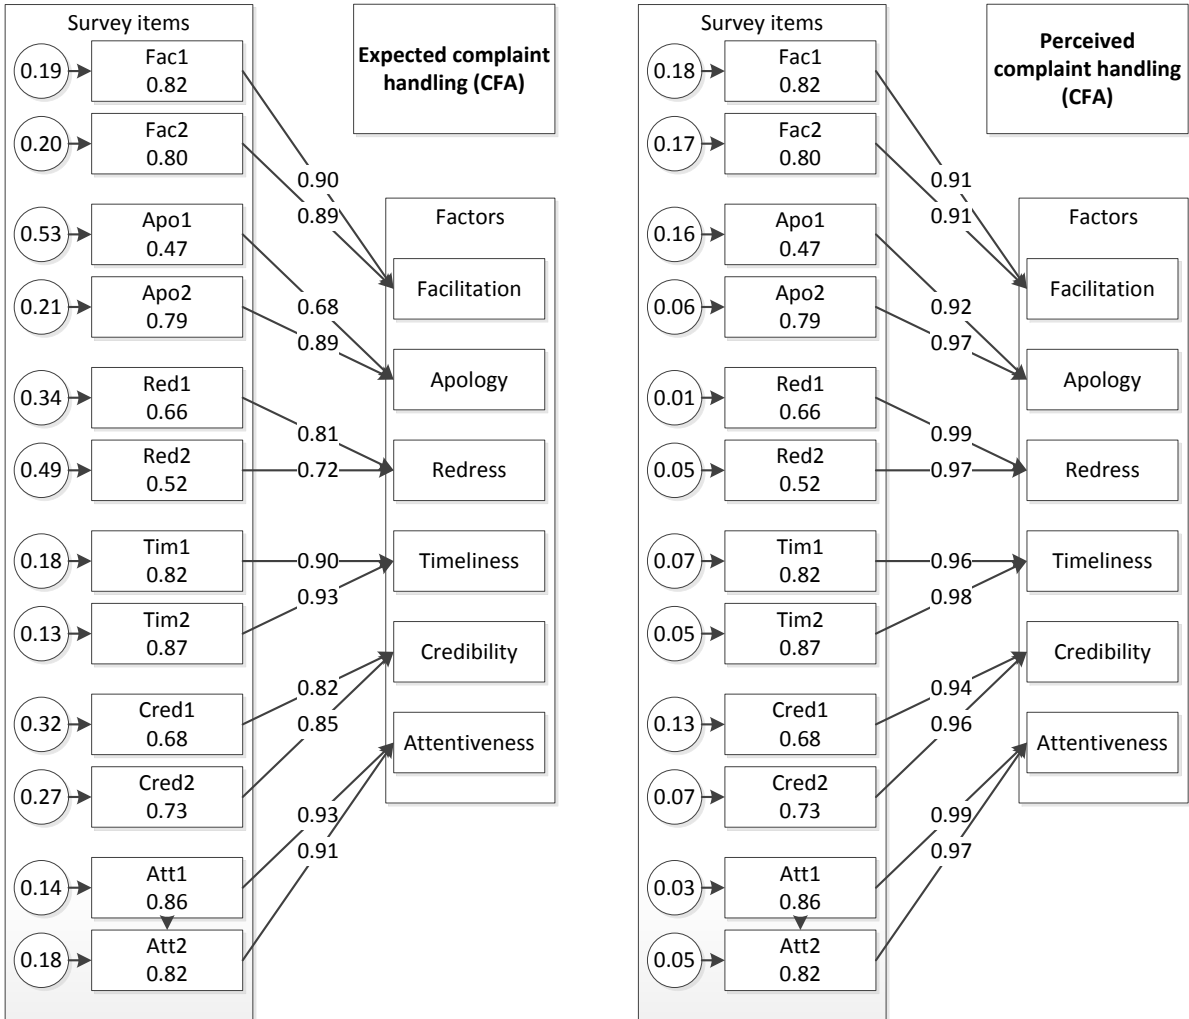 Survey items
Expected complaint
handling (CFA)
0.19
Fac1
0.82
0.20
Fac2
0.80
0.53
Apo1
0.47
0.21
Apo2
0.79
0.34
Red1
0.66
0.49
Red2
0.52
0.18
Tim1
0.82
0.13
Tim2
0.87
0.32
Cred1
0.68
0.27
Cred2
0.73
0.14
Att1
0.86
0.18
Att2
0.82
0.90
0.89
0.68
0.89
0.81
0.72
0.90
0.93
0.82
0.85
0.93
0.91
Factors
Facilitation
Apology
Redress
Timeliness
Credibility
Attentiveness
Survey items
Perceived
complaint handling
(CFA)
0.18
Fac1
0.82
0.17
Fac2
0.80
0.16
Apo1
0.47
0.06
Apo2
0.79
0.01
Red1
0.66
0.05
Red2
0.52
0.07
Tim1
0.82
0.05
Tim2
0.87
0.13
Cred1
0.68
0.07
Cred2
0.73
0.03
Att1
0.86
0.05
Att2
0.82
0.91
0.91
0.92
0.97
0.99
0.97
0.96
0.98
0.94
0.96
0.99
0.97
Factors
Facilitation
Apology
Redress
Timeliness
Credibility
Attentiveness